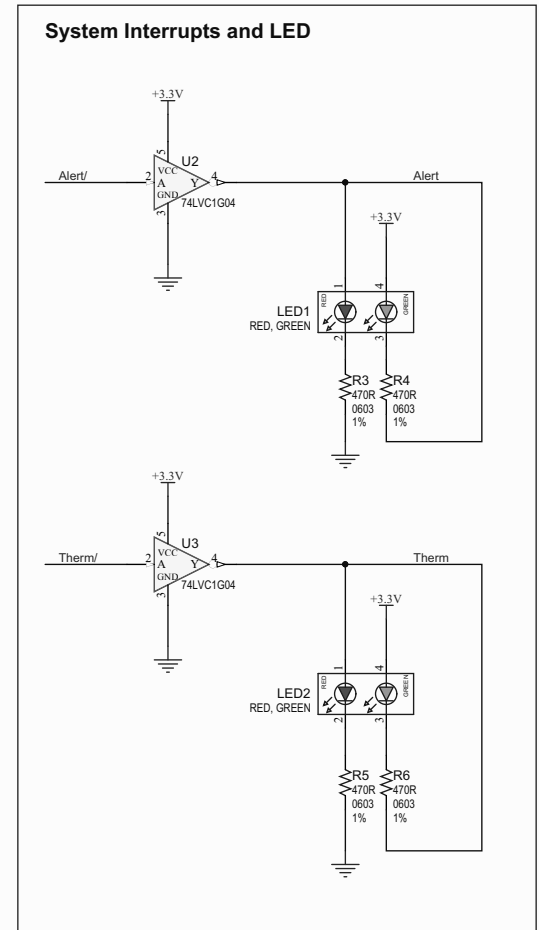 System Interrupts and LED
+3.3V
U2
5
VCC
Alert/
2
A
Y
4
Alert
GND
74LVC1G04
3
+3.3V
1
4
RED
GREEN
LED1
RED, GREEN
2
3
R3
R4
470R
470R
0603
0603
1%
1%
+3.3V
U3
5
VCC
Therm/
2
A
Y
4
Therm
GND
74LVC1G04
3
+3.3V
1
4
RED
GREEN
LED2
RED, GREEN
2
3
R5
R6
470R
470R
0603
0603
1%
1%